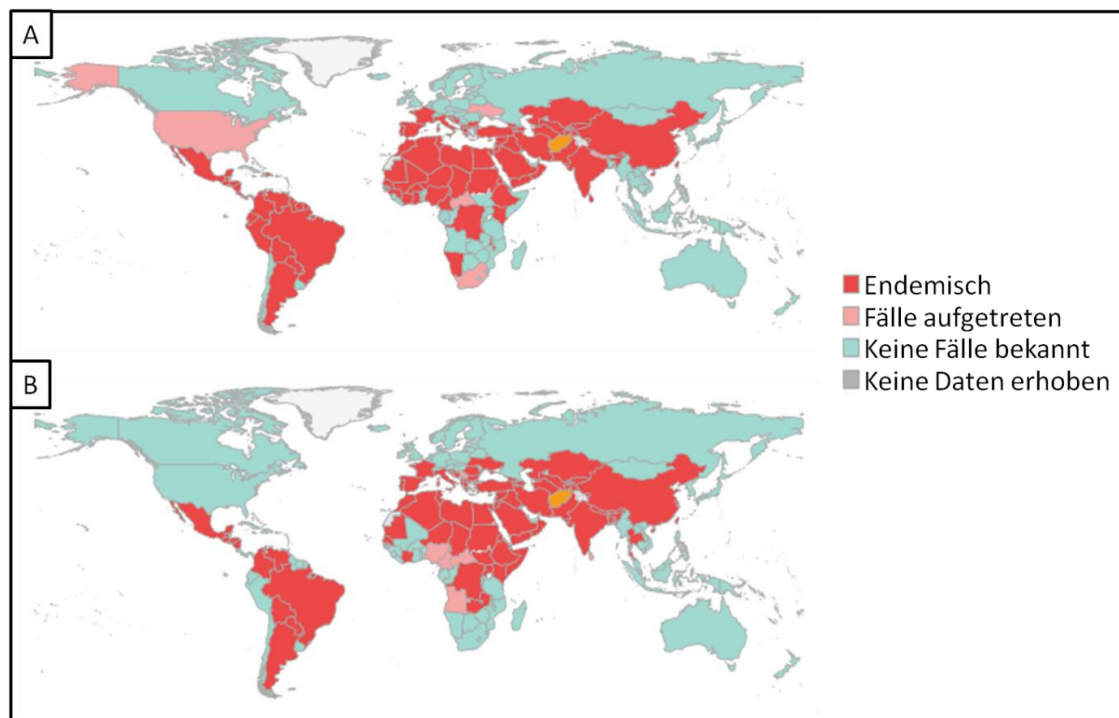 A
Endemisch
Fälle aufgetreten
Keine Fälle bekannt
Keine Daten erhoben
B